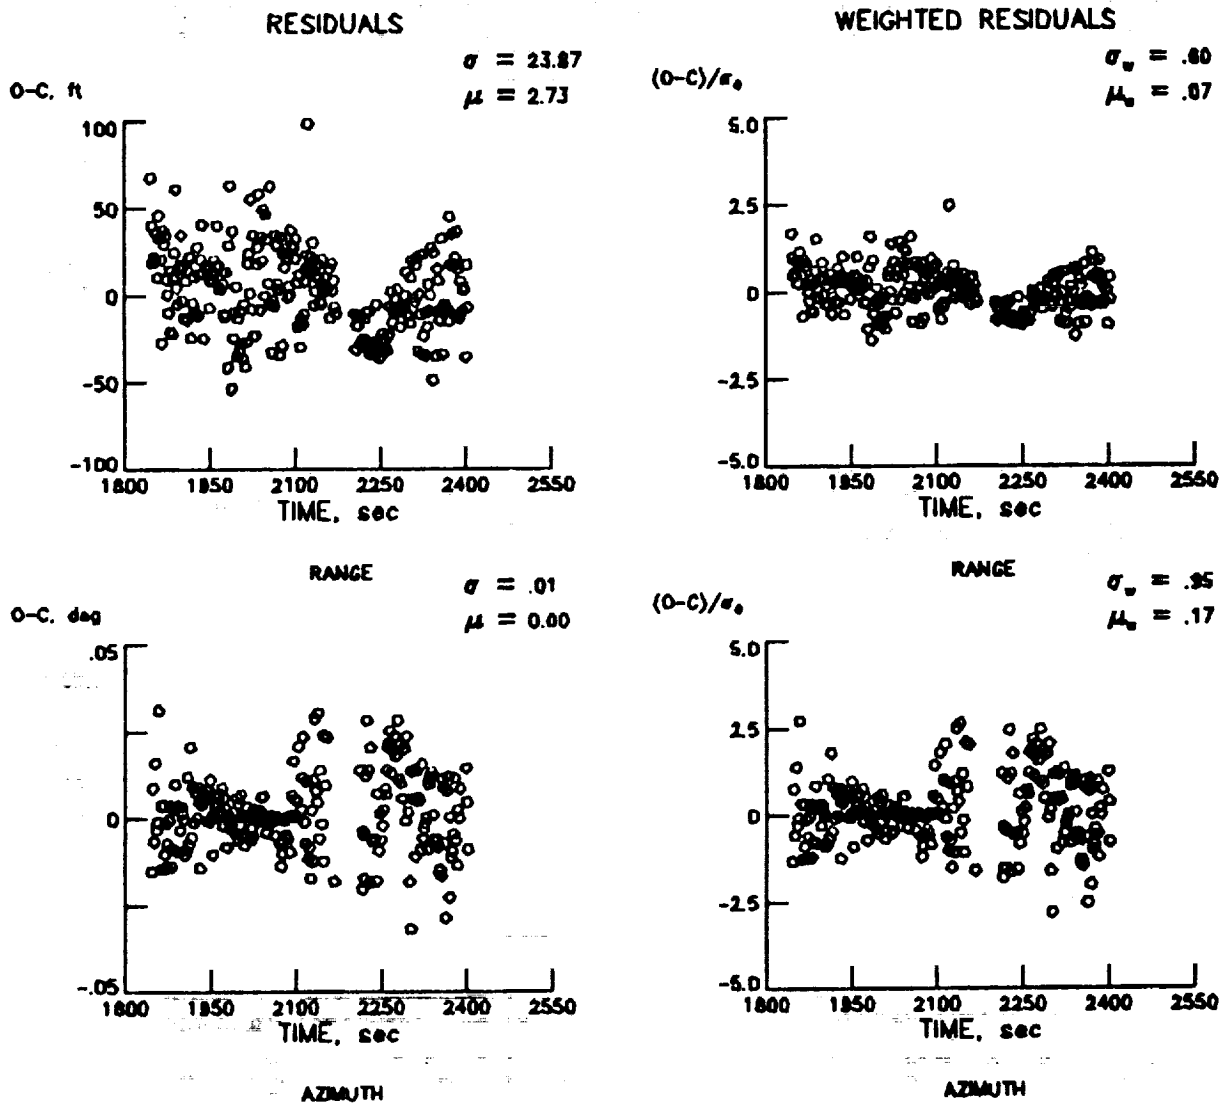 RESIDUALS
σ = 23.87
μ = 2.73
O-C, ft
100
50
0
-50
-100
1800 1950 2100 2250 2400 2550
TIME, sec
RANGE
WEIGHTED RESIDUALS
σw = .60
μw = .07
(O-C)/σ0
5.0
2.5
0
-2.5
-5.0
1800 1950 2100 2250 2400 2550
TIME, sec
RANGE
σ = .01
μ = 0.00
O-C, deg
.05
0
-.05
1800 1950 2100 2250 2400 2550
TIME, sec
AZIMUTH
σw = .95
μw = .17
(O-C)/σ0
5.0
2.5
0
-2.5
-5.0
1800 1950 2100 2250 2400 2550
TIME, sec
AZIMUTH